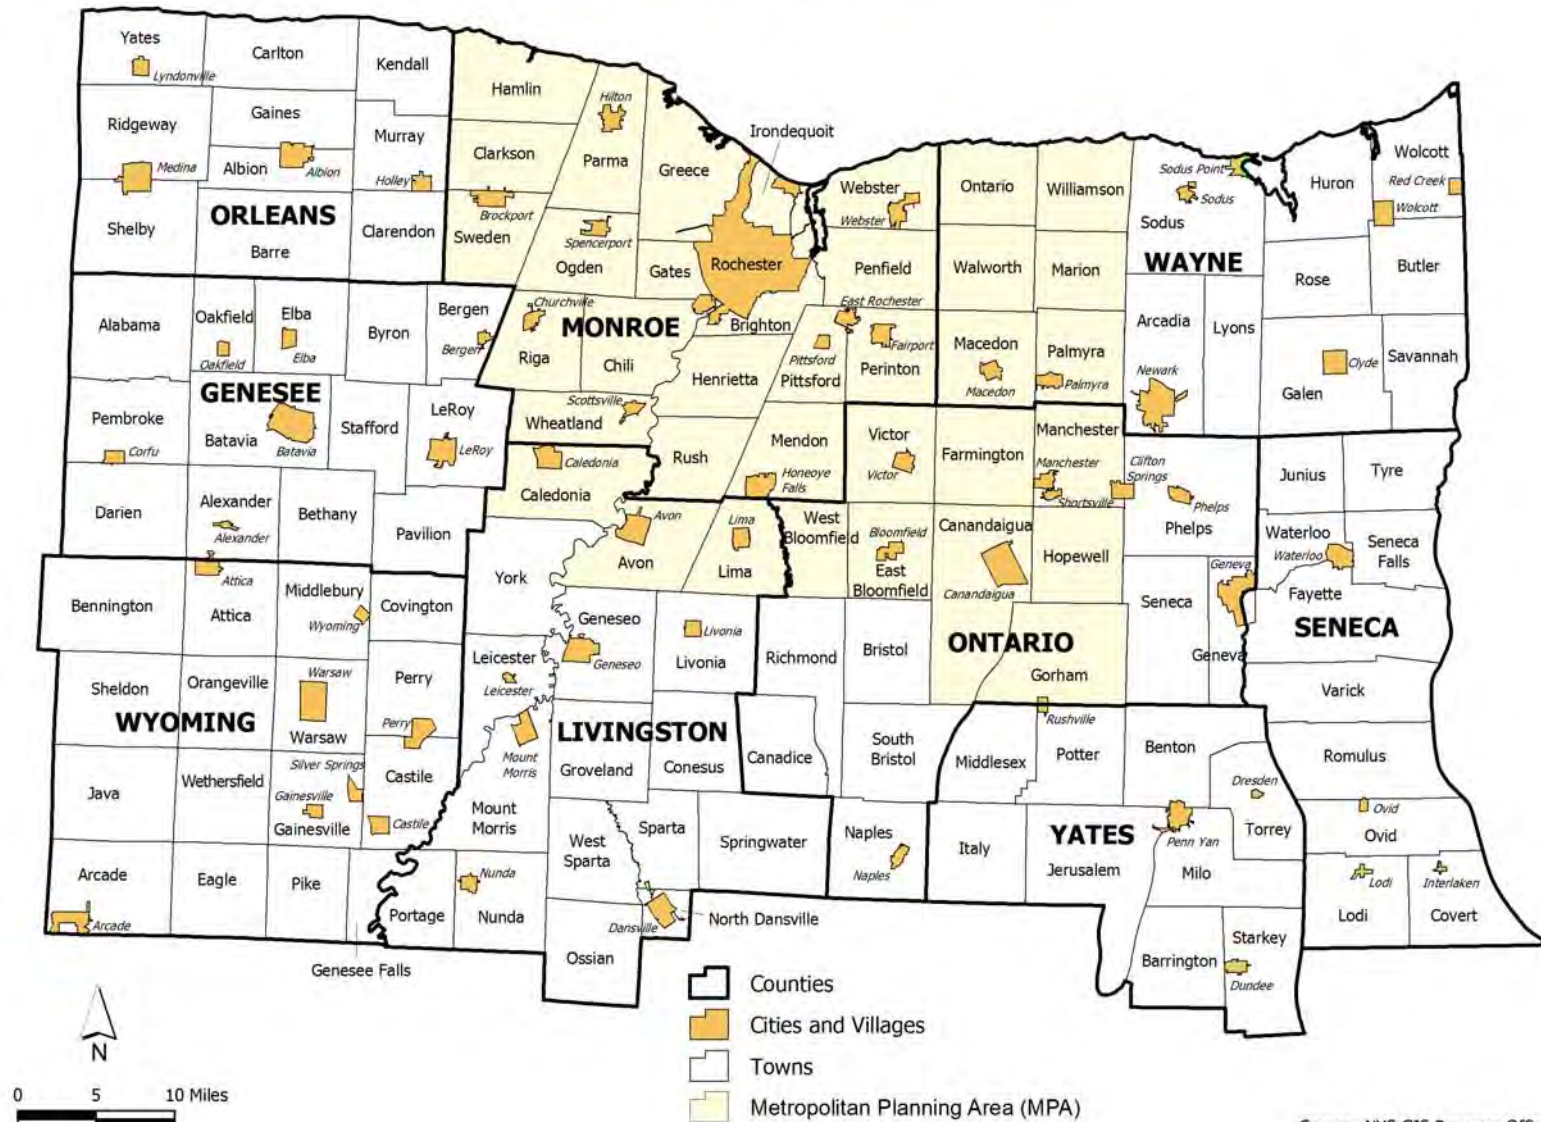 Yates
Lyndonville
Carlton
Kendall
Ridgeway
Gaines
Medina
Albion
Albion
Murray
Holley
Shelby
ORLEANS
Barre
Clarendon
Hamlin
Clarkson
Brockport
Sweden
Hilton
Parma
Spencerport
Ogden
Greece
Gates
Irondequoit
Rochester
Webster
Webster
Penfield
East Rochester
Churchville
MONROE
Brighton
Riga
Chili
Henrietta
Pittsford
Pittsford
Fairport
Perinton
Scottsville
Wheatland
Rush
Mendon
Honeoye
Falls
Ontario
Williamson
Walworth
Marion
Macedon
Macedon
Palmyra
Palmyra
Sodus Point
Sodus
Sodus
WAYNE
Huron
Wolcott
Red Creek
Wolcott
Rose
Butler
Arcadia
Lyons
Newark
Galen
Clyde
Savannah
Alabama
Oakfield
Oakfield
Elba
Elba
Byron
Bergen
Bergen
GENESEE
Pembroke
Corfu
Batavia
Batavia
Stafford
LeRoy
LeRoy
Darien
Alexander
Alexander
Bethany
Pavilion
Caledonia
Caledonia
Avon
Avon
Lima
Lima
York
Geneseo
Geneseo
Livonia
Livonia
Leicester
Leicester
Mount
Morris
LIVINGSTON
Groveland
Conesus
Mount
Morris
West
Sparta
Sparta
Springwater
Nunda
Nunda
Portage
Ossian
Dansville
North Dansville
Victor
Victor
Farmington
Manchester
Manchester
Shortsville
Clifton
Springs
Phelps
Phelps
West
Bloomfield
Bloomfield
East
Bloomfield
Canandaigua
Canandaigua
Hopewell
Seneca
Geneva
Geneva
ONTARIO
Gorham
Rushville
Richmond
Bristol
Canadice
South
Bristol
Naples
Naples
Junius
Tyre
Waterloo
Waterloo
Seneca
Falls
Fayette
SENECA
Varick
Romulus
Ovid
Ovid
Lodi
Lodi
Interlaken
Covert
Middlesex
Potter
Benton
Dresden
Torrey
Italy
YATES
Jerusalem
Penn Yan
Milo
Barrington
Starkey
Dundee
Bennington
Attica
Attica
Middlebury
Wyoming
Covington
Sheldon
Orangeville
Warsaw
Warsaw
WYOMING
Perry
Perry
Silver Springs
Castile
Castile
Java
Wethersfield
Gainesville
Gainesville
Arcade
Arcade
Eagle
Pike
Genesee Falls
N
0 5 10 Miles
Counties
Cities and Villages
Towns
Metropolitan Planning Area (MPA)